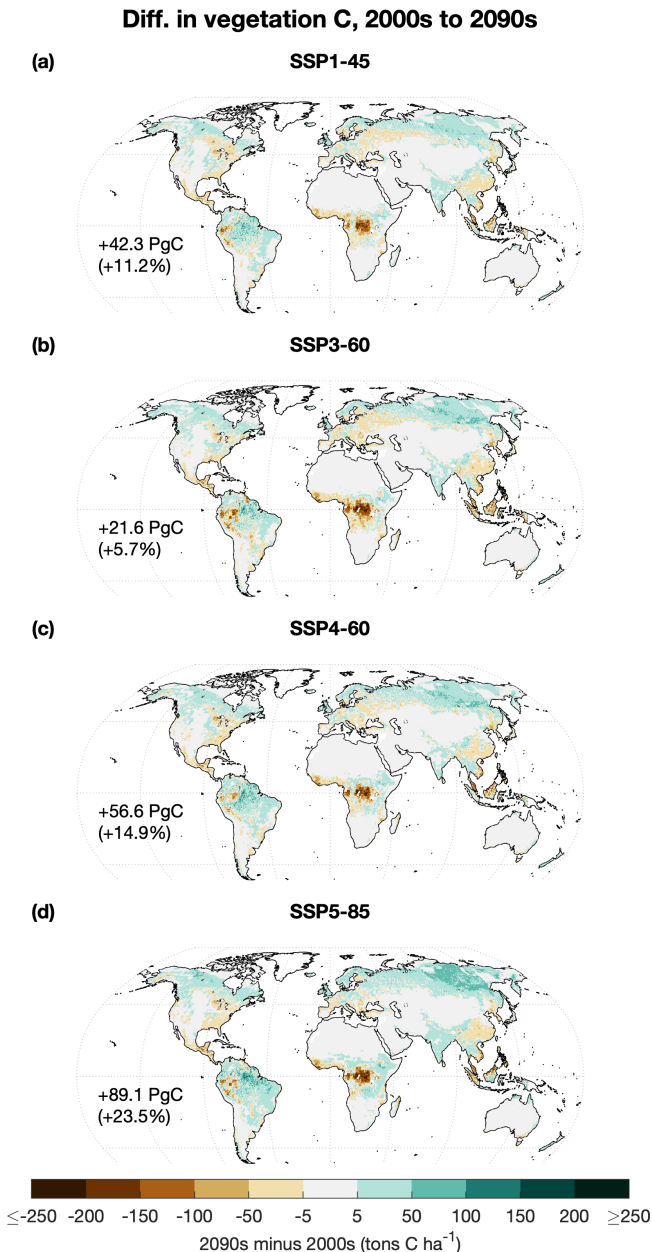 Diff. in vegetation C, 2000s to 2090s
(a) SSP1-45
+42.3 PgC
(+11.2%)
(b) SSP3-60
+21.6 PgC
(+5.7%)
(c) SSP4-60
+56.6 PgC
(+14.9%)
(d) SSP5-85
+89.1 PgC
(+23.5%)
≤-250 -200 -150 -100 -50 -5 5 50 100 150 200 ≥250
2090s minus 2000s (tons C ha⁻¹)